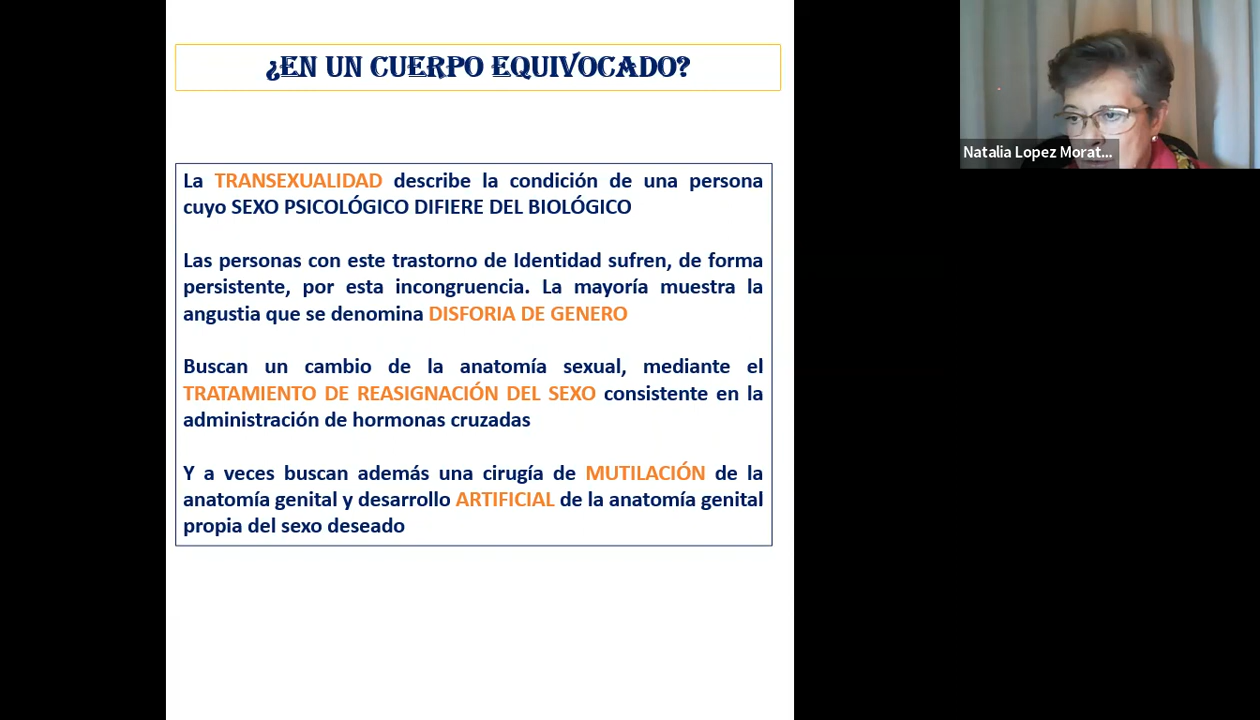 ¿EN UN CUERPO EQUIVOCADO?
La TRANSEXUALIDAD describe la condición de una persona
cuyo SEXO PSICOLÓGICO DIFIERE DEL BIOLÓGICO
Las personas con este trastorno de Identidad sufren, de forma
persistente, por esta incongruencia. La mayoría muestra la
angustia que se denomina DISFORIA DE GENERO
Buscan un cambio de la anatomía sexual, mediante el
TRATAMIENTO DE REASIGNACIÓN DEL SEXO consistente en la
administración de hormonas cruzadas
Y a veces buscan además una cirugía de MUTILACIÓN de la
anatomía genital y desarrollo ARTIFICIAL de la anatomía genital
propia del sexo deseado
Natalia Lopez Morat...